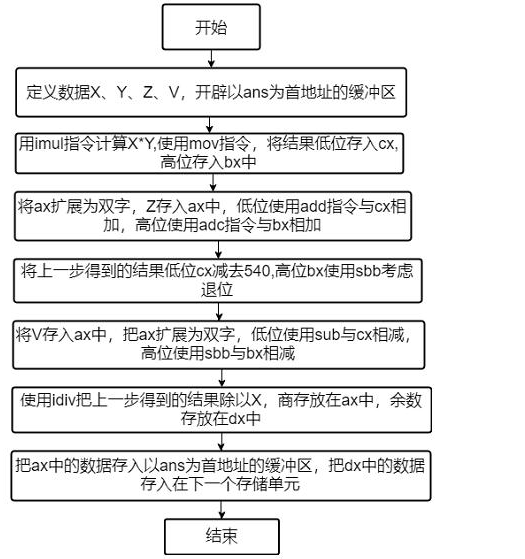 开始
定义数据X、Y、Z、V，开辟以ans为首地址的缓冲区
用imul指令计算X*Y,使用mov指令，将结果低位存入cx,
高位存入bx中
将ax扩展为双字，Z存入ax中，低位使用add指令与cx相
加，高位使用adc指令与bx相加
将上一步得到的结果低位cx减去540,高位bx使用sbb考虑
退位
将V存入ax中，把ax扩展为双字，低位使用sub与cx相减，
高位使用sbb与bx相减
使用idiv把上一步得到的结果除以X，商存放在ax中，余数
存放在dx中
把ax中的数据存入以ans为首地址的缓冲区，把dx中的数据
存入在下一个存储单元
结束